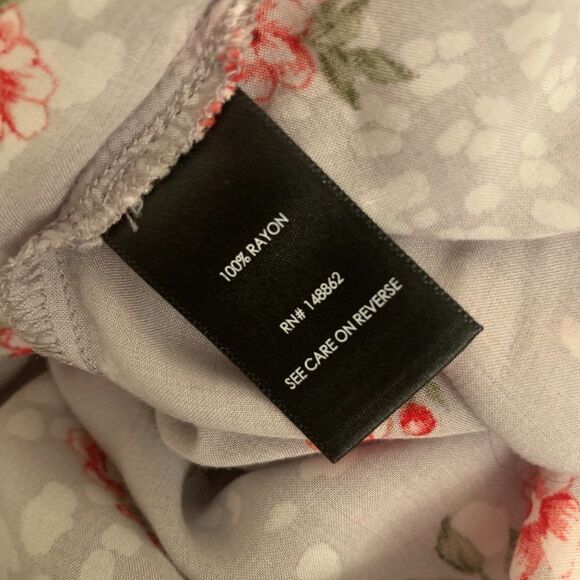 100% RAYON
RN# 148862
SEE CARE ON REVERSE